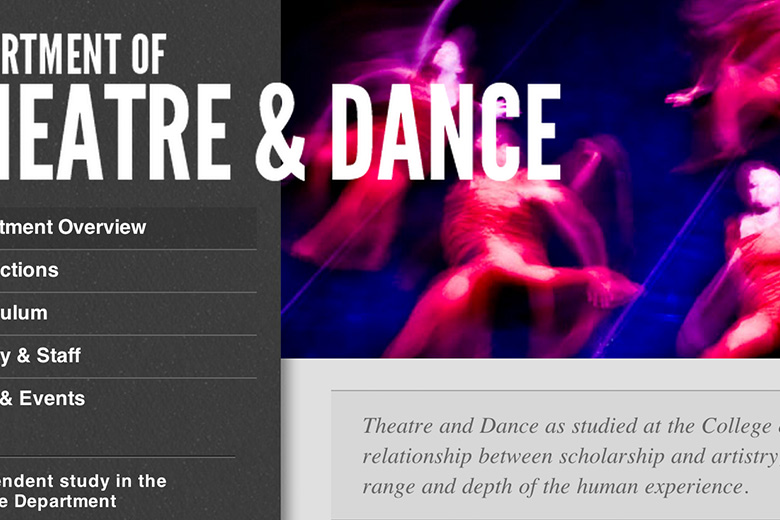 RTMENT OF
HEATRE & DANCE
tment Overview
ctions
ulum
y & Staff
& Events
endent study in the
e Department
Theatre and Dance as studied at the College
relationship between scholarship and artistry
range and depth of the human experience.